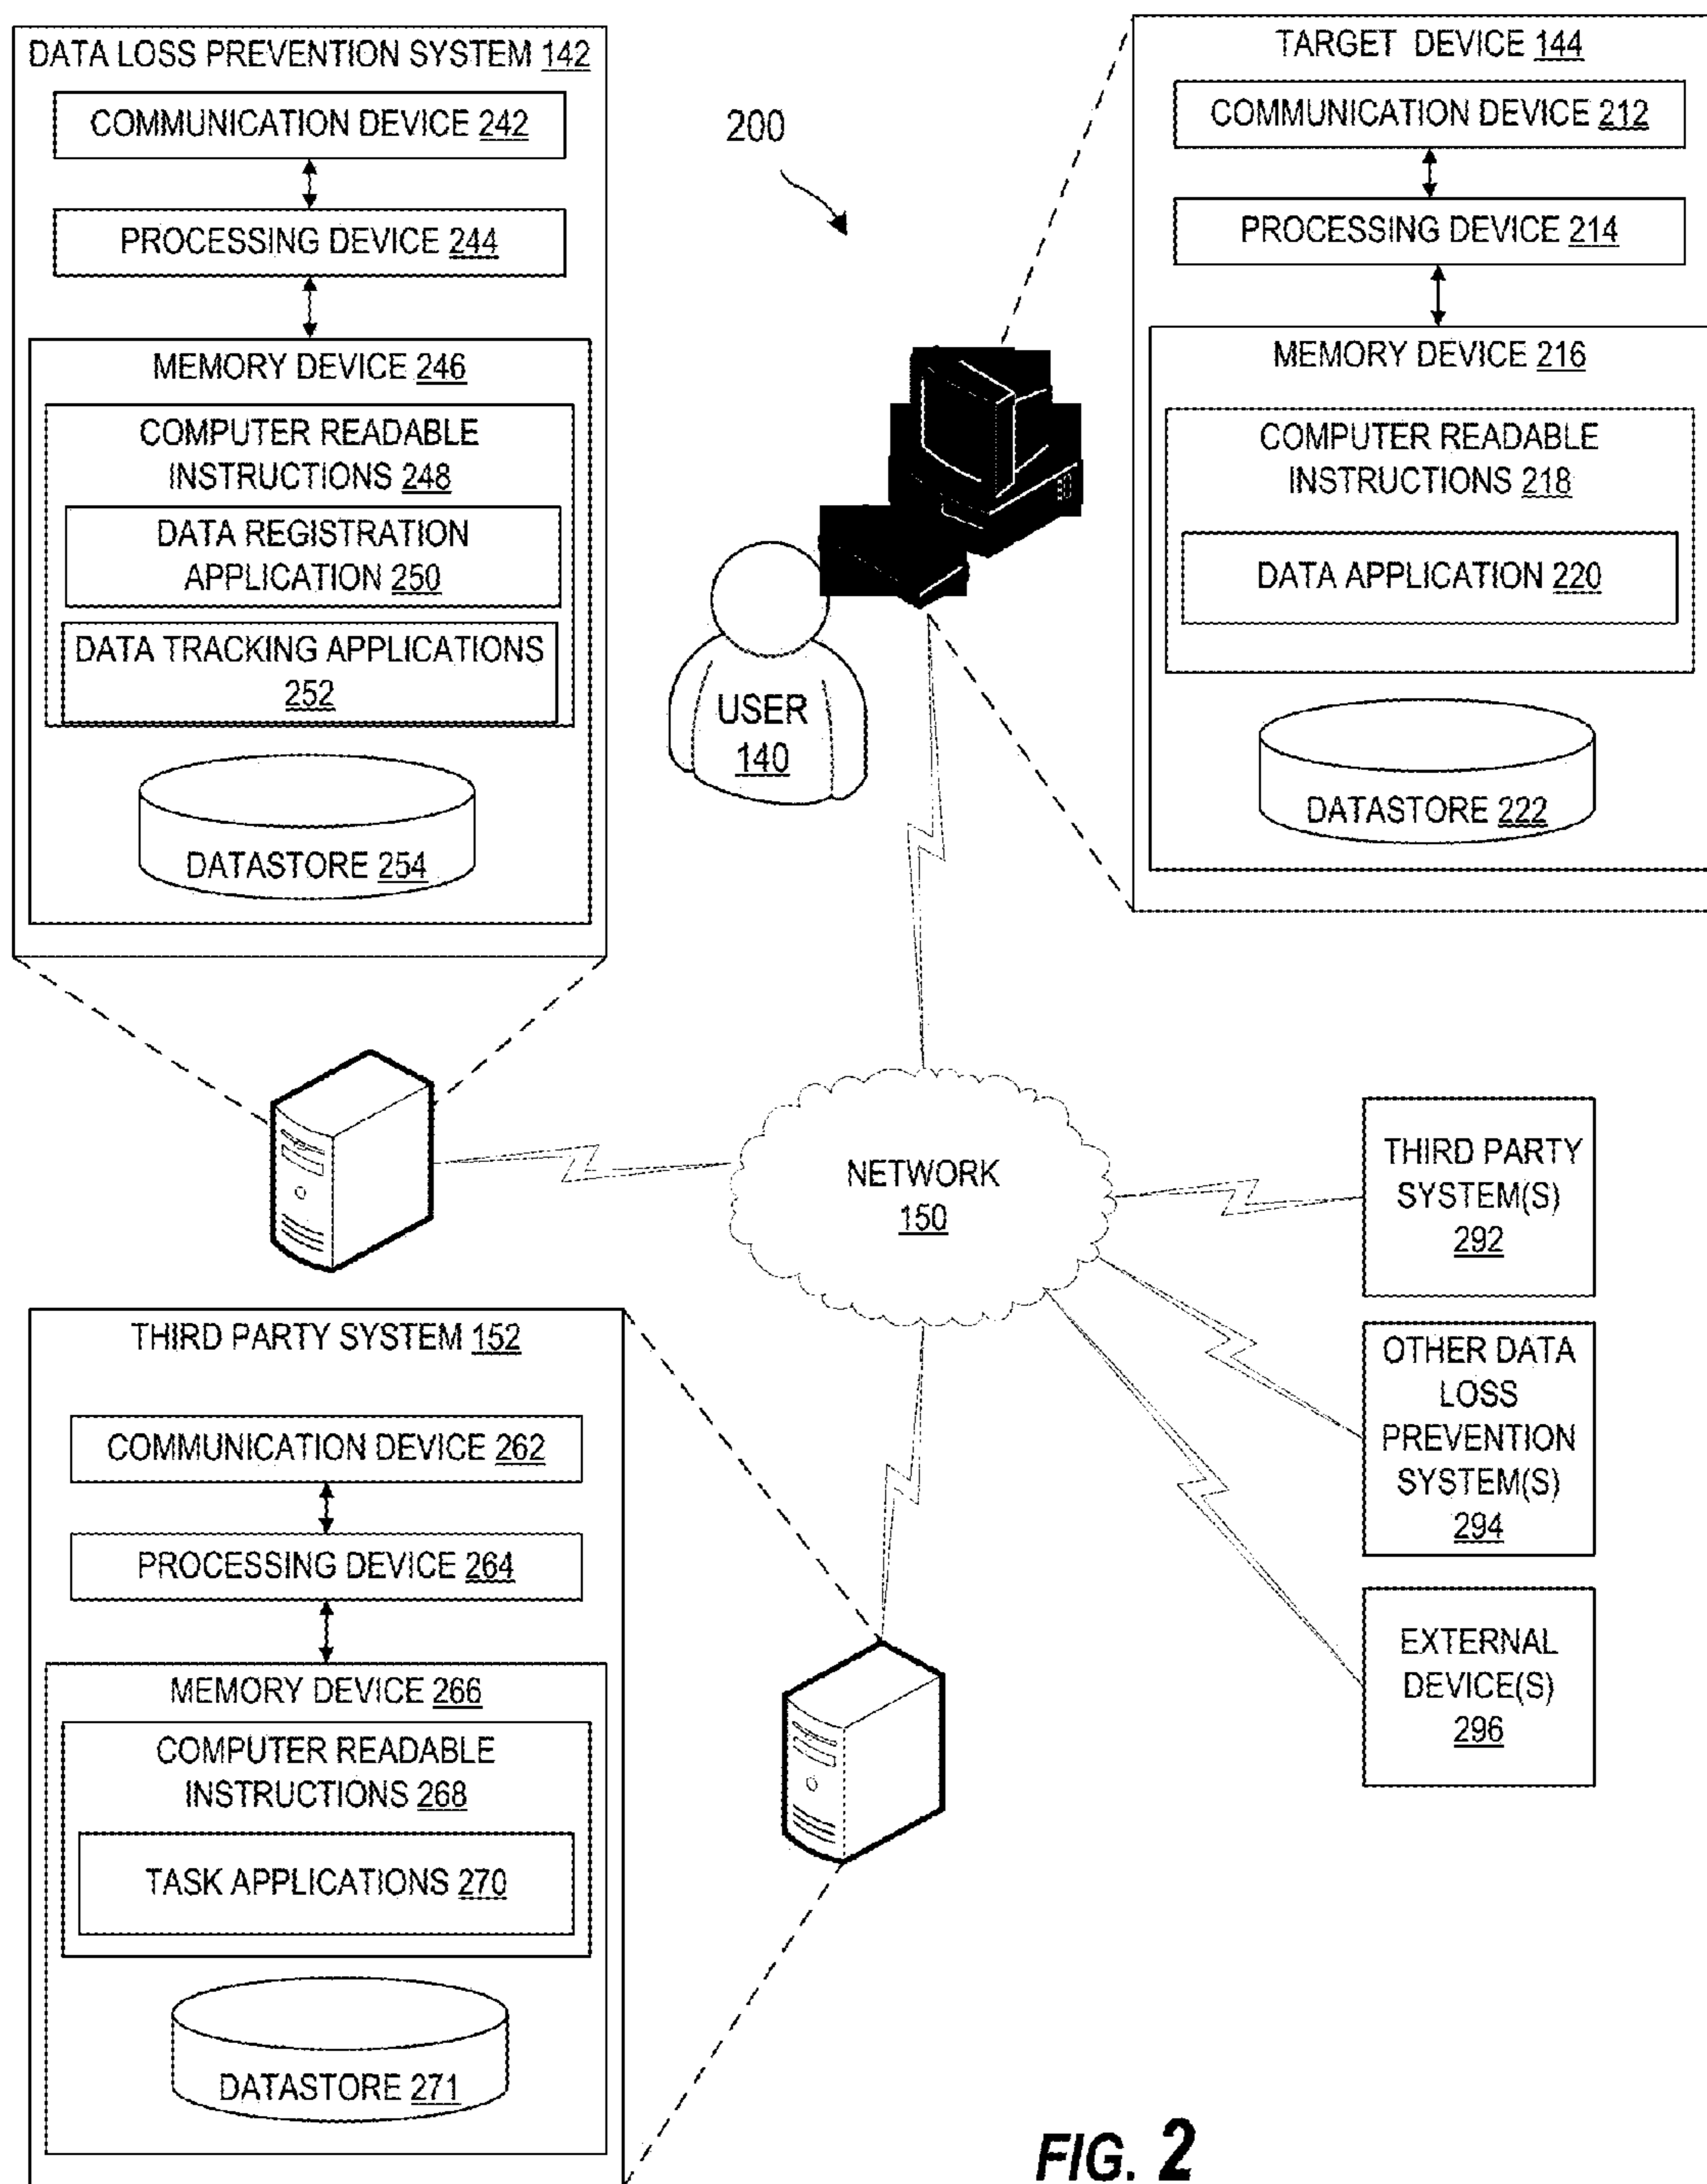 DATA LOSS PREVENTION SYSTEM 142
COMMUNICATION DEVICE 242
PROCESSING DEVICE 244
MEMORY DEVICE 246
COMPUTER READABLE
INSTRUCTIONS 248
DATA REGISTRATION
APPLICATION 250
DATA TRACKING APPLICATIONS
252
DATASTORE 254
200
USER
140
TARGET DEVICE 144
COMMUNICATION DEVICE 212
PROCESSING DEVICE 214
MEMORY DEVICE 216
COMPUTER READABLE
INSTRUCTIONS 218
DATA APPLICATION 220
DATASTORE 222
NETWORK
150
THIRD PARTY
SYSTEM(S)
292
OTHER DATA
LOSS
PREVENTION
SYSTEM(S)
294
EXTERNAL
DEVICE(S)
296
THIRD PARTY SYSTEM 152
COMMUNICATION DEVICE 262
PROCESSING DEVICE 264
MEMORY DEVICE 266
COMPUTER READABLE
INSTRUCTIONS 268
TASK APPLICATIONS 270
DATASTORE 271
FIG. 2